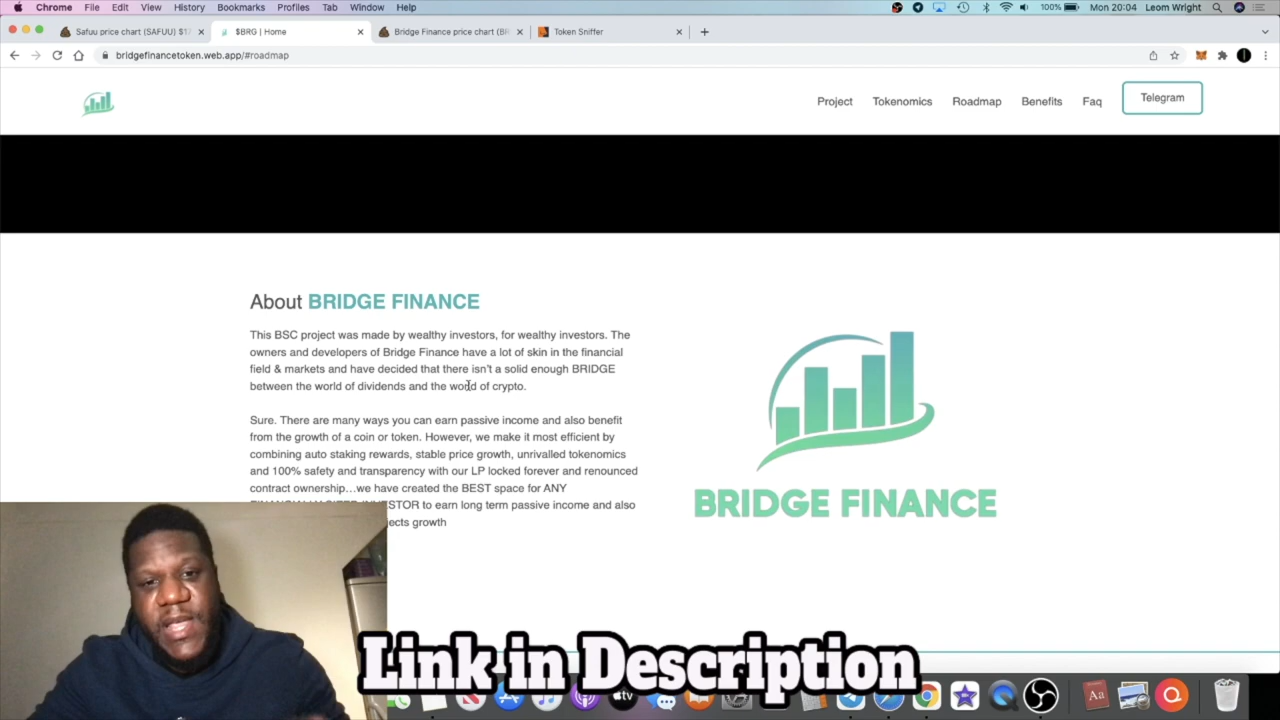 Chrome File Edit View History Bookmarks Profiles Tab Window Help 100% Mon 20:04 Leom Wright
Safuu price chart (SAFUU) $1 $BRG | Home Bridge Finance price chart (BR Token Sniffer
bridgefinancetoken.web.app/#roadmap
Project Tokenomics Roadmap Benefits Faq Telegram
About BRIDGE FINANCE
This BSC project was made by wealthy investors, for wealthy investors. The
owners and developers of Bridge Finance have a lot of skin in the financial
field & markets and have decided that there isn't a solid enough BRIDGE
between the world of dividends and the world of crypto.
Sure. There are many ways you can earn passive income and also benefit
from the growth of a coin or token. However, we make it most efficient by
combining auto staking rewards, stable price growth, unrivalled tokenomics
and 100% safety and transparency with our LP locked forever and renounced
contract ownership...we have created the BEST space for ANY
to earn long term passive income and also
growth
BRIDGE FINANCE
Link in Description
tv
Aa